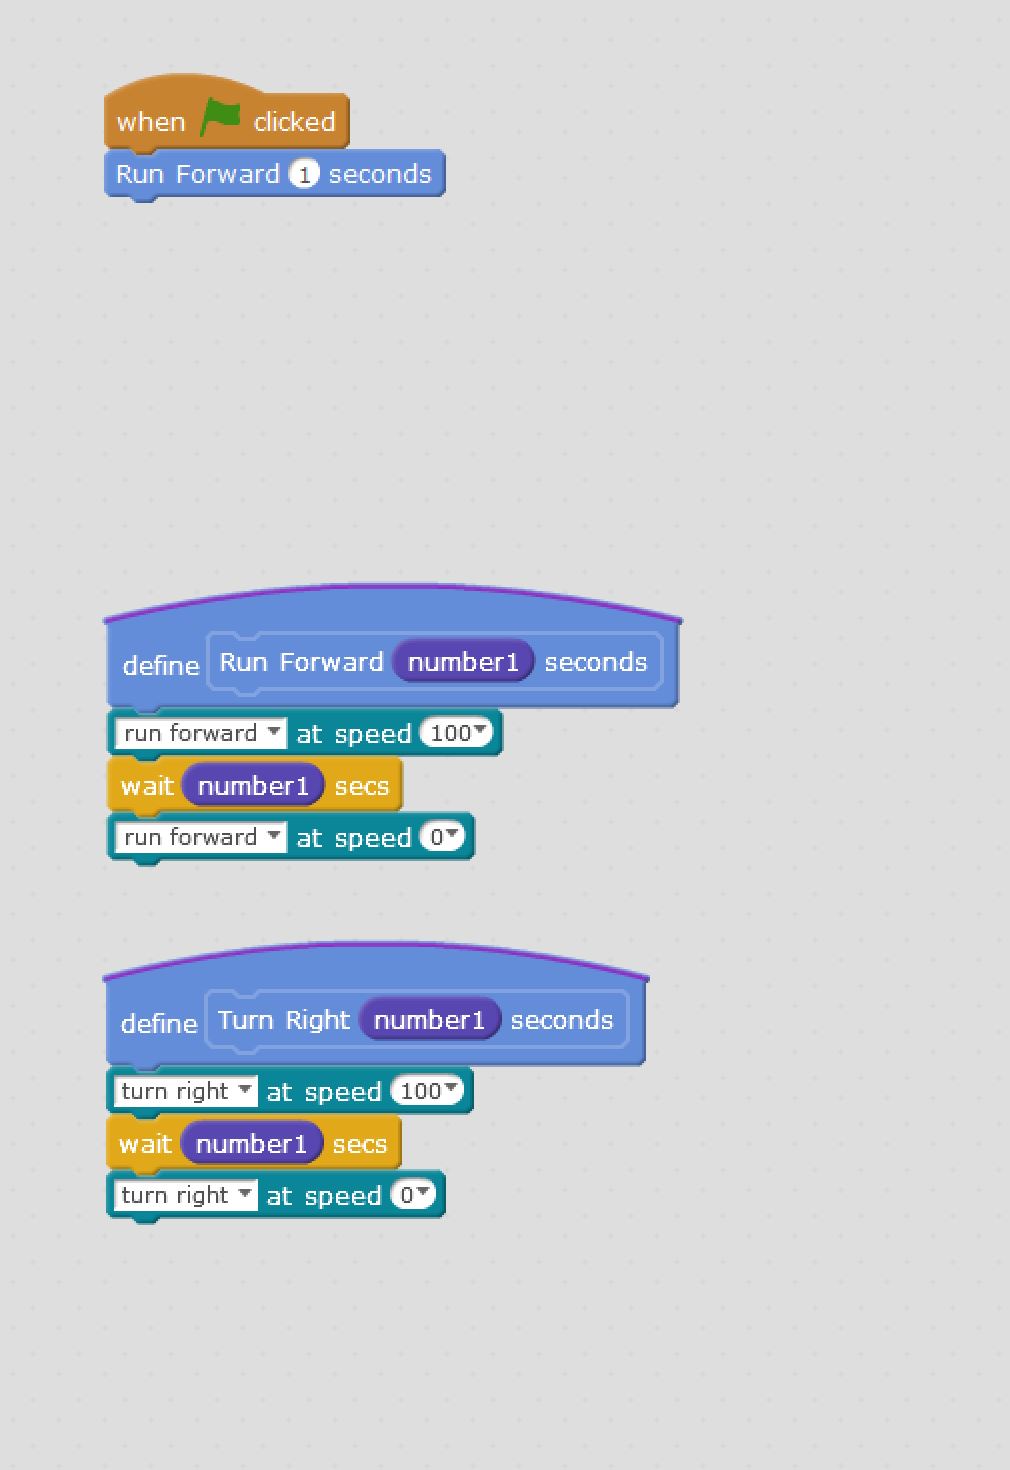 when clicked
Run Forward 1 seconds
define Run Forward number1 seconds
run forward at speed 100
wait number1 secs
run forward at speed 0
define Turn Right number1 seconds
turn right at speed 100
wait number1 secs
turn right at speed 0